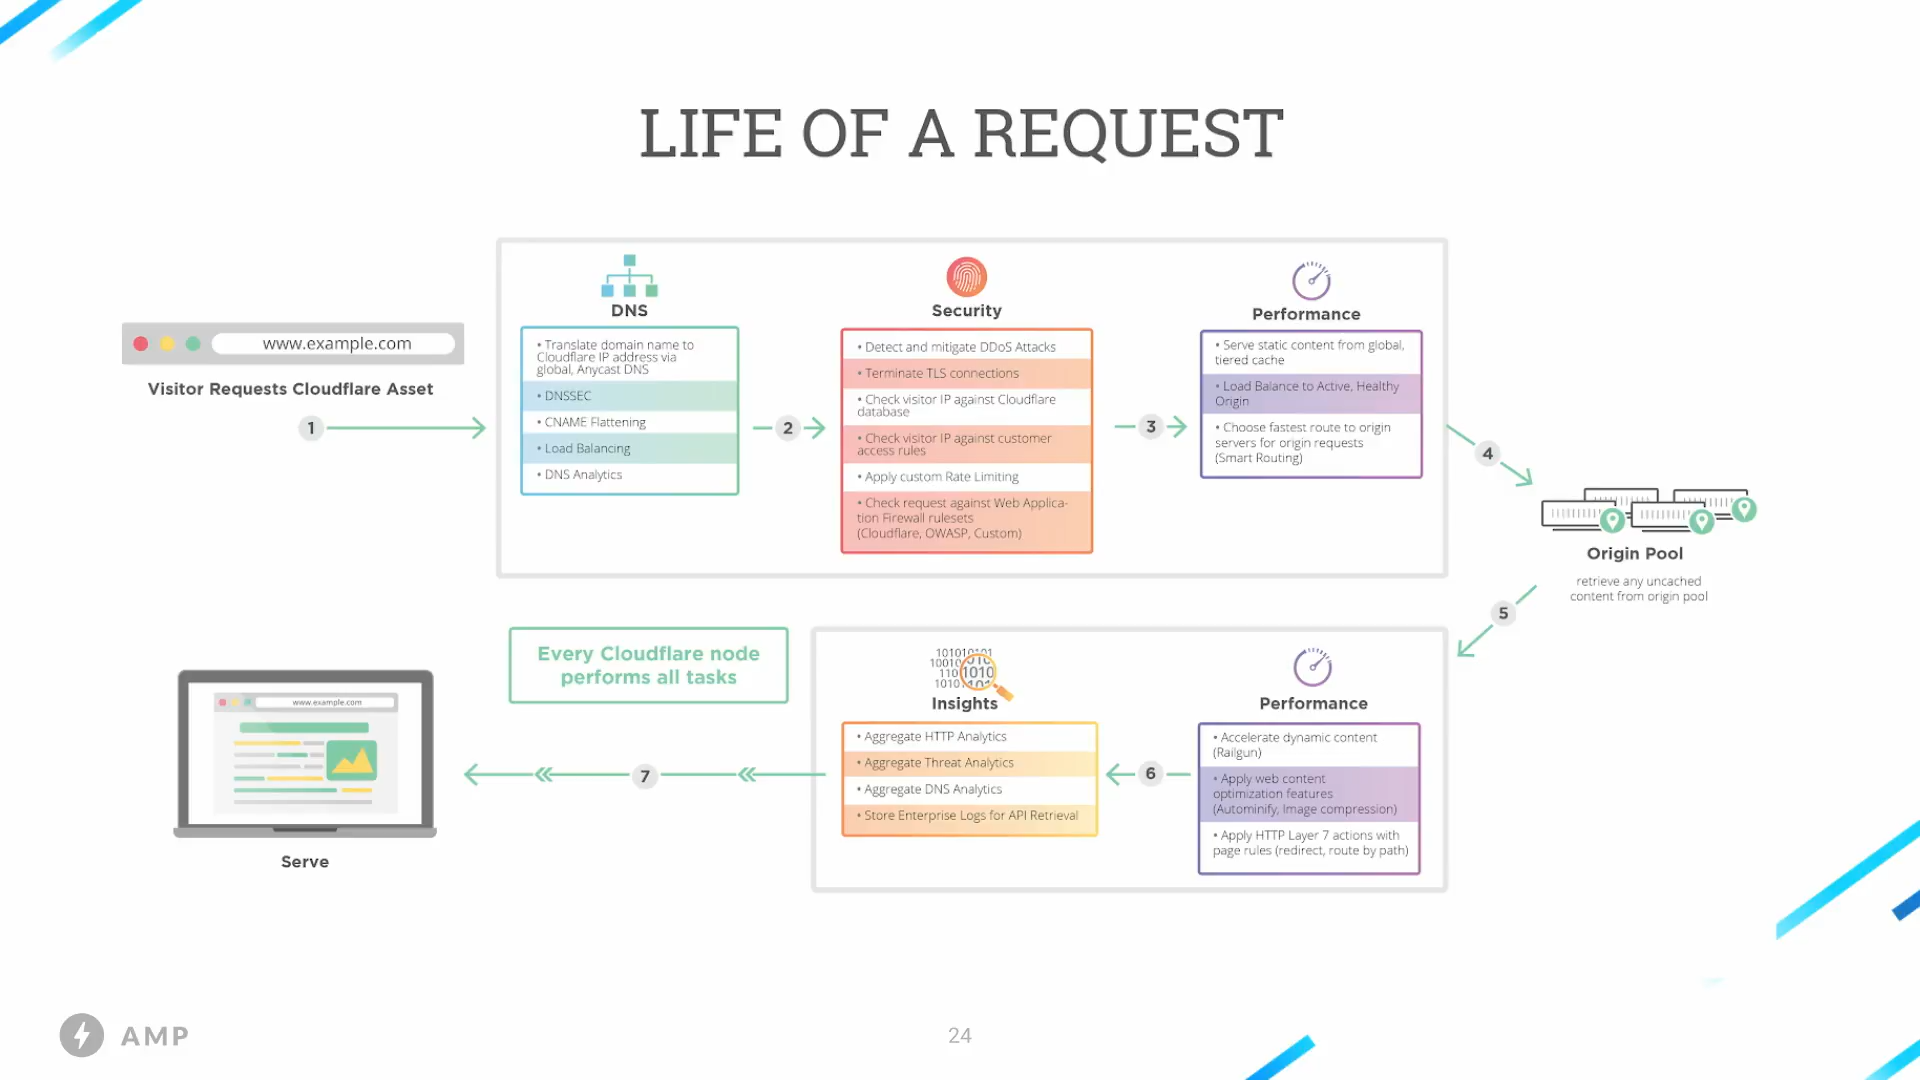 LIFE OF A REQUEST
www.example.com
Visitor Requests Cloudflare Asset
1
DNS
• Translate domain name to
Cloudflare IP address via
global, Anycast DNS
• DNSSEC
• CNAME Flattening
• Load Balancing
• DNS Analytics
2
Security
• Detect and mitigate DDoS Attacks
• Terminate TLS connections
• Check visitor IP against Cloudflare
database
• Check visitor IP against customer
access rules
• Apply custom Rate Limiting
• Check request against Web Applica-
tion Firewall rulesets
(Cloudflare, OWASP, Custom)
3
Performance
• Serve static content from global,
tiered cache
• Load Balance to Active, Healthy
Origin
• Choose fastest route to origin
servers for origin requests
(Smart Routing)
4
Origin Pool
retrieve any uncached
content from origin pool
5
Performance
• Accelerate dynamic content
(Railgun)
• Apply web content
optimization features
(Autominify, Image compression)
• Apply HTTP Layer 7 actions with
page rules (redirect, route by path)
6
Insights
• Aggregate HTTP Analytics
• Aggregate Threat Analytics
• Aggregate DNS Analytics
• Store Enterprise Logs for API Retrieval
Every Cloudflare node
performs all tasks
7
www.example.com
Serve
AMP
24